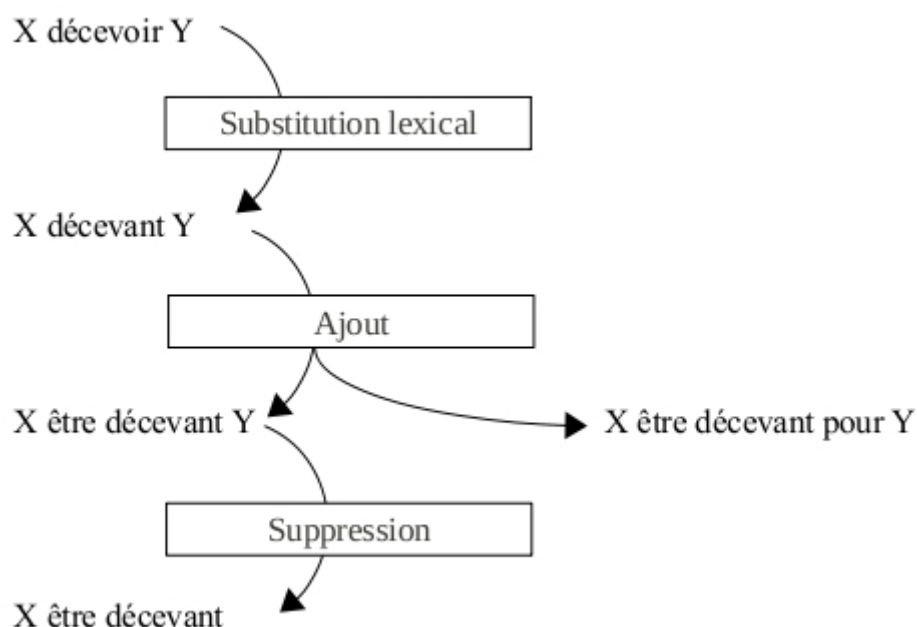 X décevoir Y
Substitution lexical
X décevant Y
Ajout
X être décevant Y
X être décevant pour Y
Suppression
X être décevant